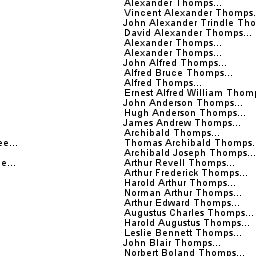 Alexander Thomps...
Vincent Alexander Thomps...
John Alexander Trindle Tho
David Alexander Thomps...
Alexander Thomps...
Alexander Thomps...
John Alfred Thomps...
Alfred Bruce Thomps...
Alfred Thomps...
Ernest Alfred William Thomp
John Anderson Thomps...
Hugh Anderson Thomps...
James Andrew Thomps...
Archibald Thomps...
ee... Thomas Archibald Thomps.
Archibald Joseph Thomps...
e... Arthur Revell Thomps...
Arthur Frederick Thomps...
Harold Arthur Thomps...
Norman Arthur Thomps...
Arthur Edward Thomps...
Augustus Charles Thomps...
Harold Augustus Thomps...
Leslie Bennett Thomps...
John Blair Thomps...
Norbert Boland Thomps...